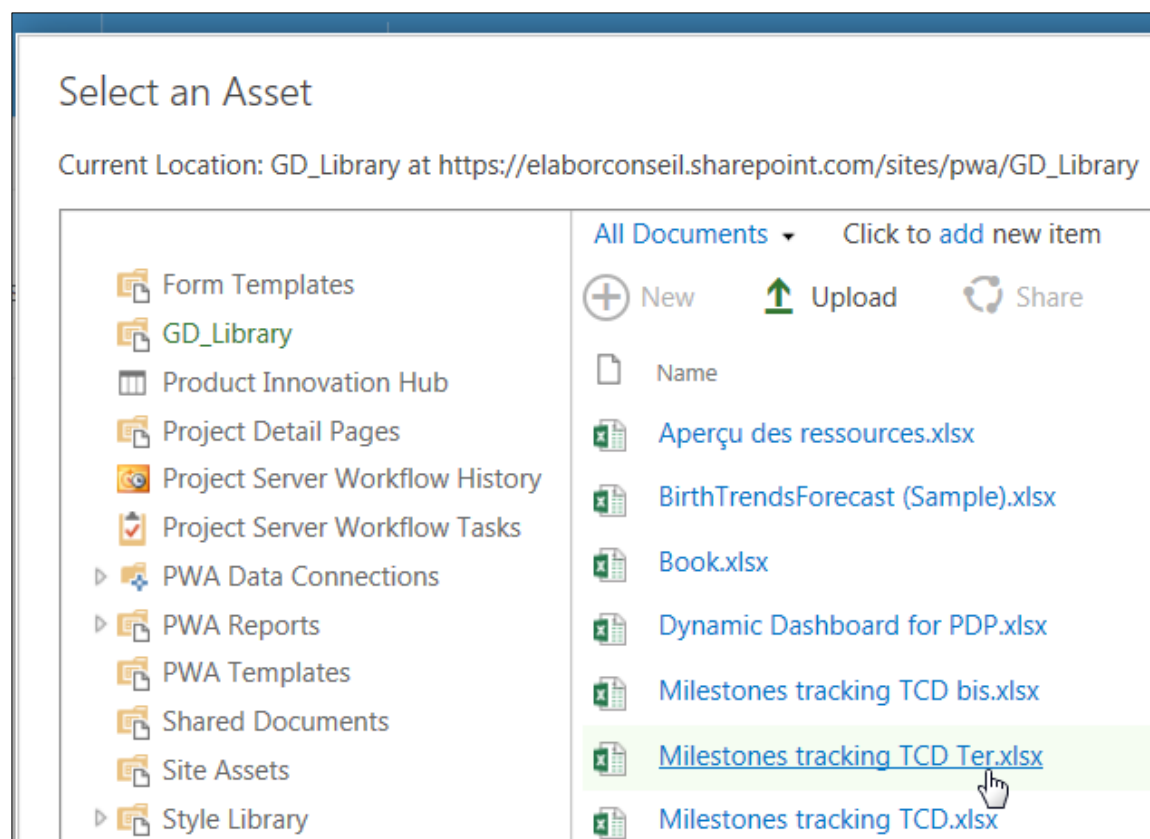 Select an Asset
Current Location: GD_Library at https://elaborconseil.sharepoint.com/sites/pwa/GD_Library
Form Templates
GD_Library
Product Innovation Hub
Project Detail Pages
Project Server Workflow History
Project Server Workflow Tasks
PWA Data Connections
PWA Reports
PWA Templates
Shared Documents
Site Assets
Style Library
All Documents Click to add new item
New Upload Share
Name
Aperçu des ressources.xlsx
BirthTrendsForecast (Sample).xlsx
Book.xlsx
Dynamic Dashboard for PDP.xlsx
Milestones tracking TCD bis.xlsx
Milestones tracking TCD Ter.xlsx
Milestones tracking TCD.xlsx